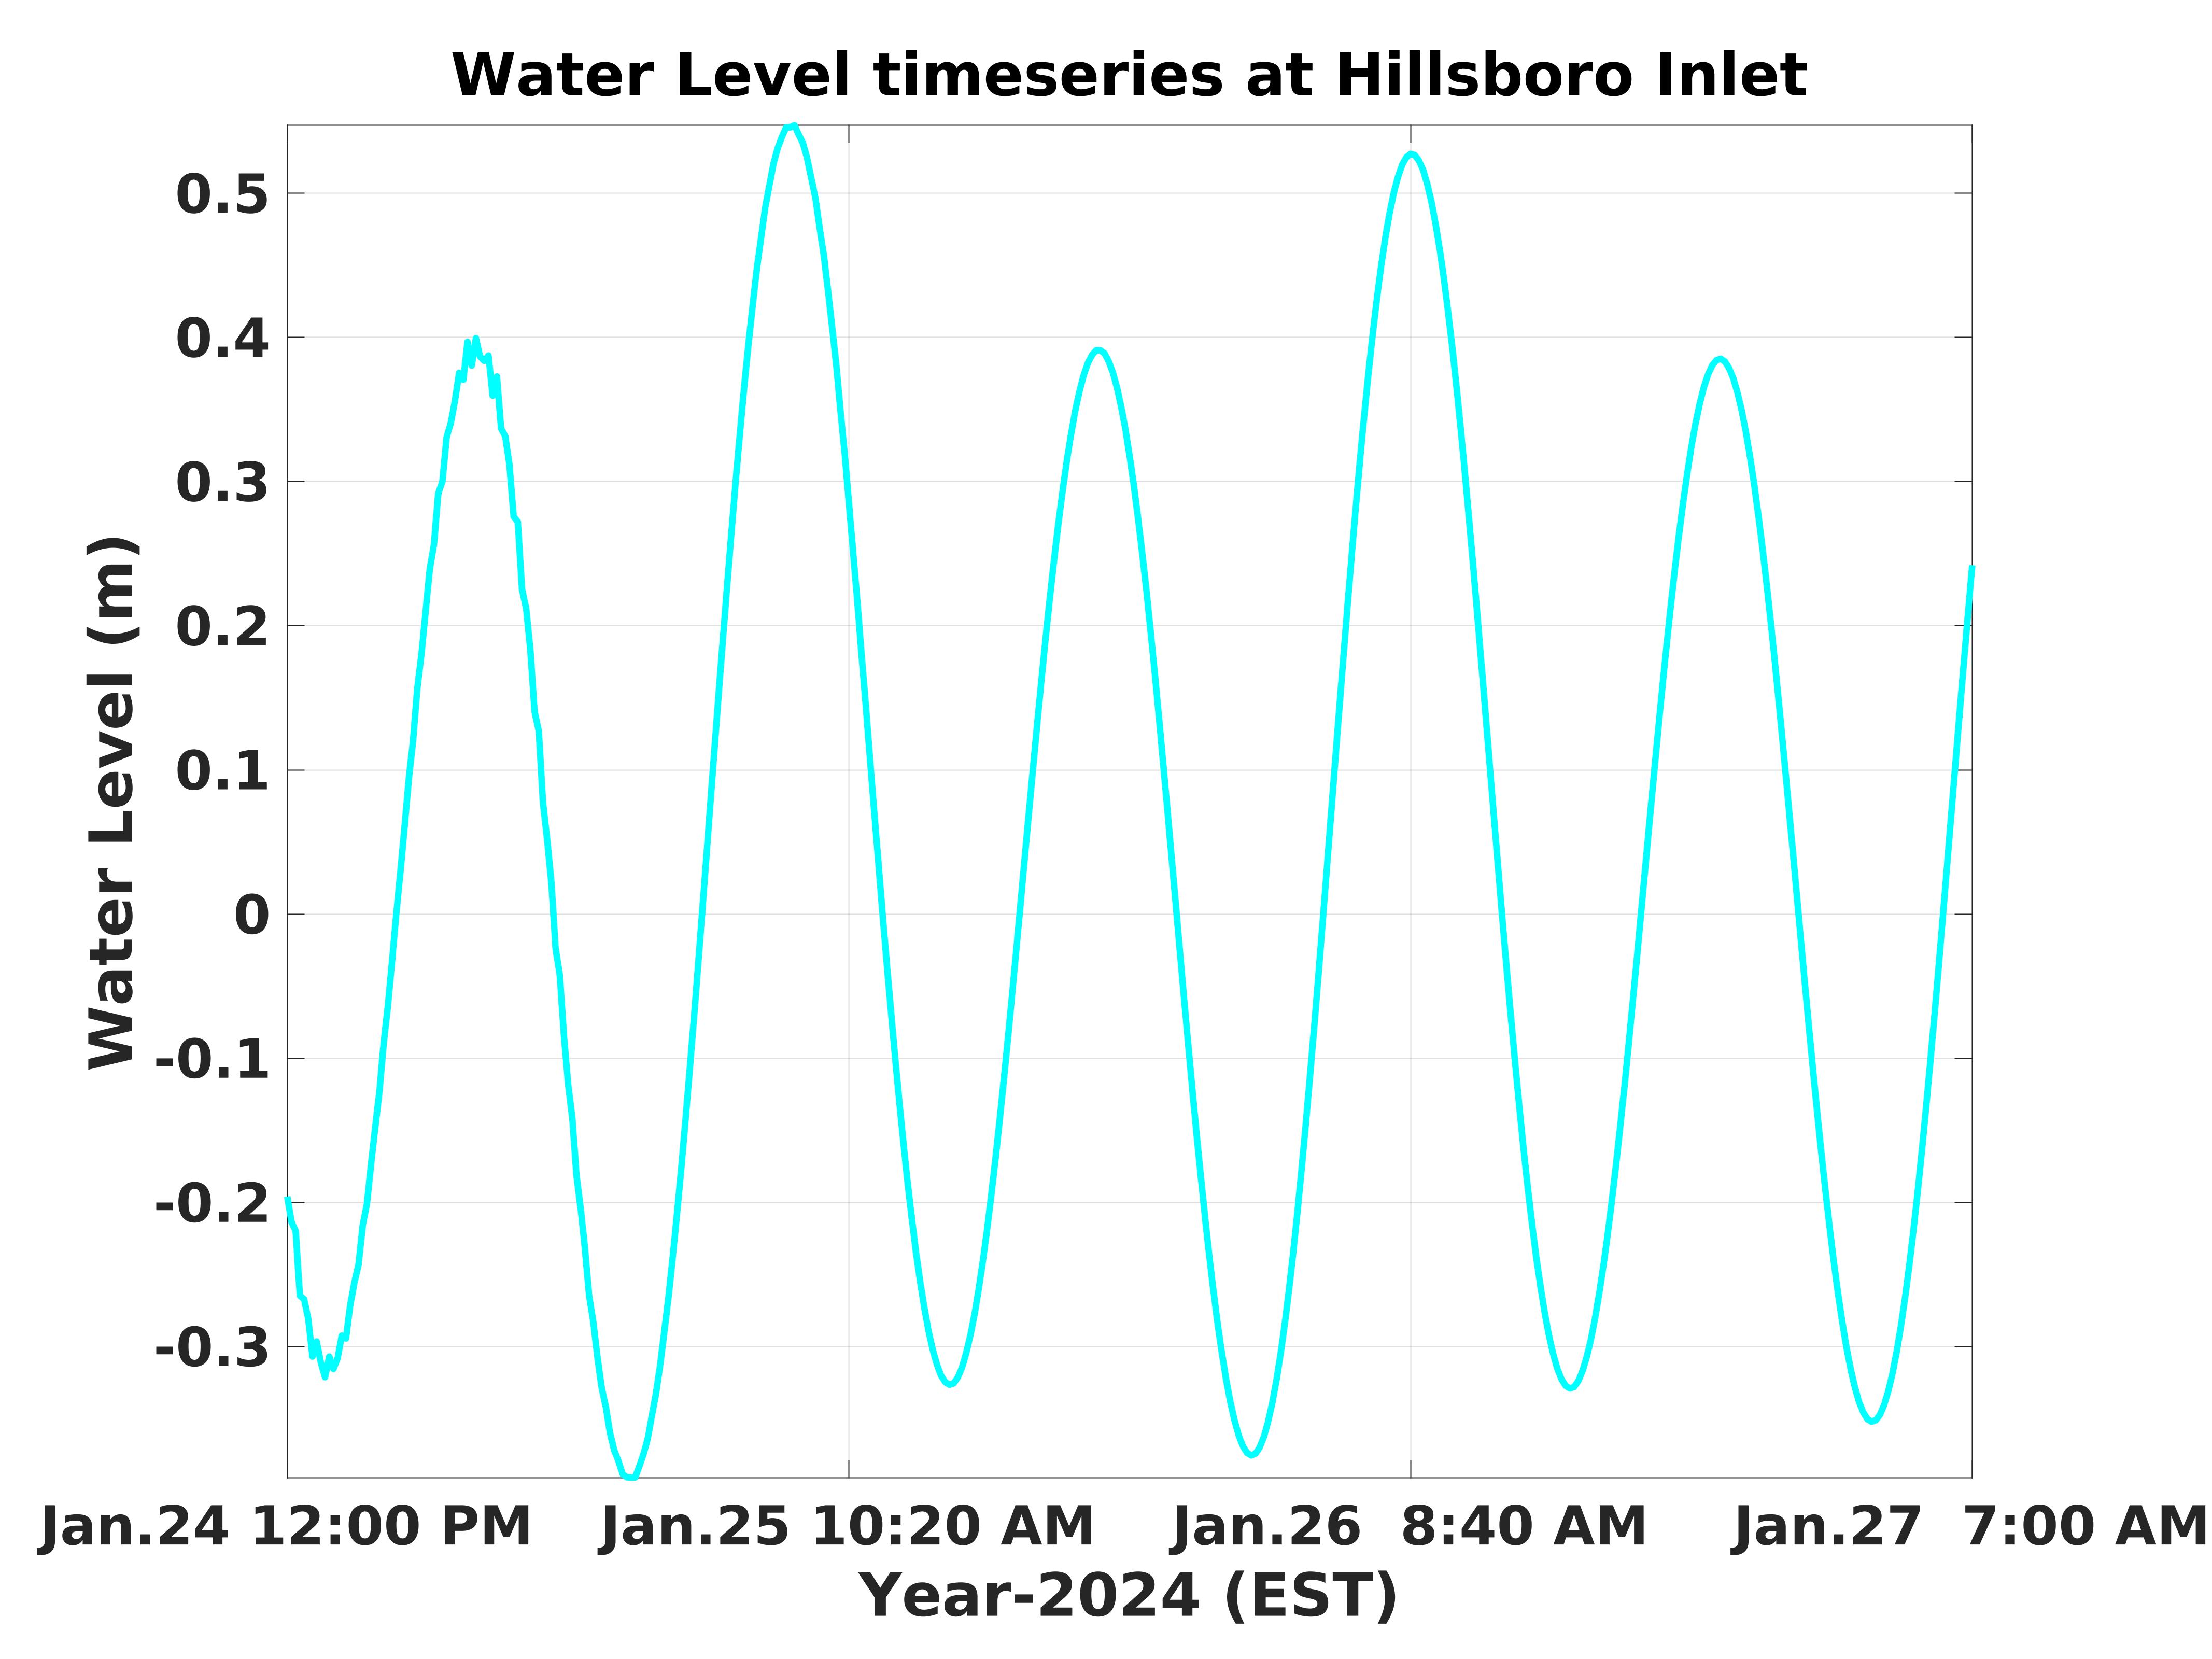 Water Level timeseries at Hillsboro Inlet
Water Level (m)
0.5
0.4
0.3
0.2
0.1
0
-0.1
-0.2
-0.3
Jan.24 12:00 PM Jan.25 10:20 AM Jan.26 8:40 AM Jan.27 7:00 AM
Year-2024 (EST)